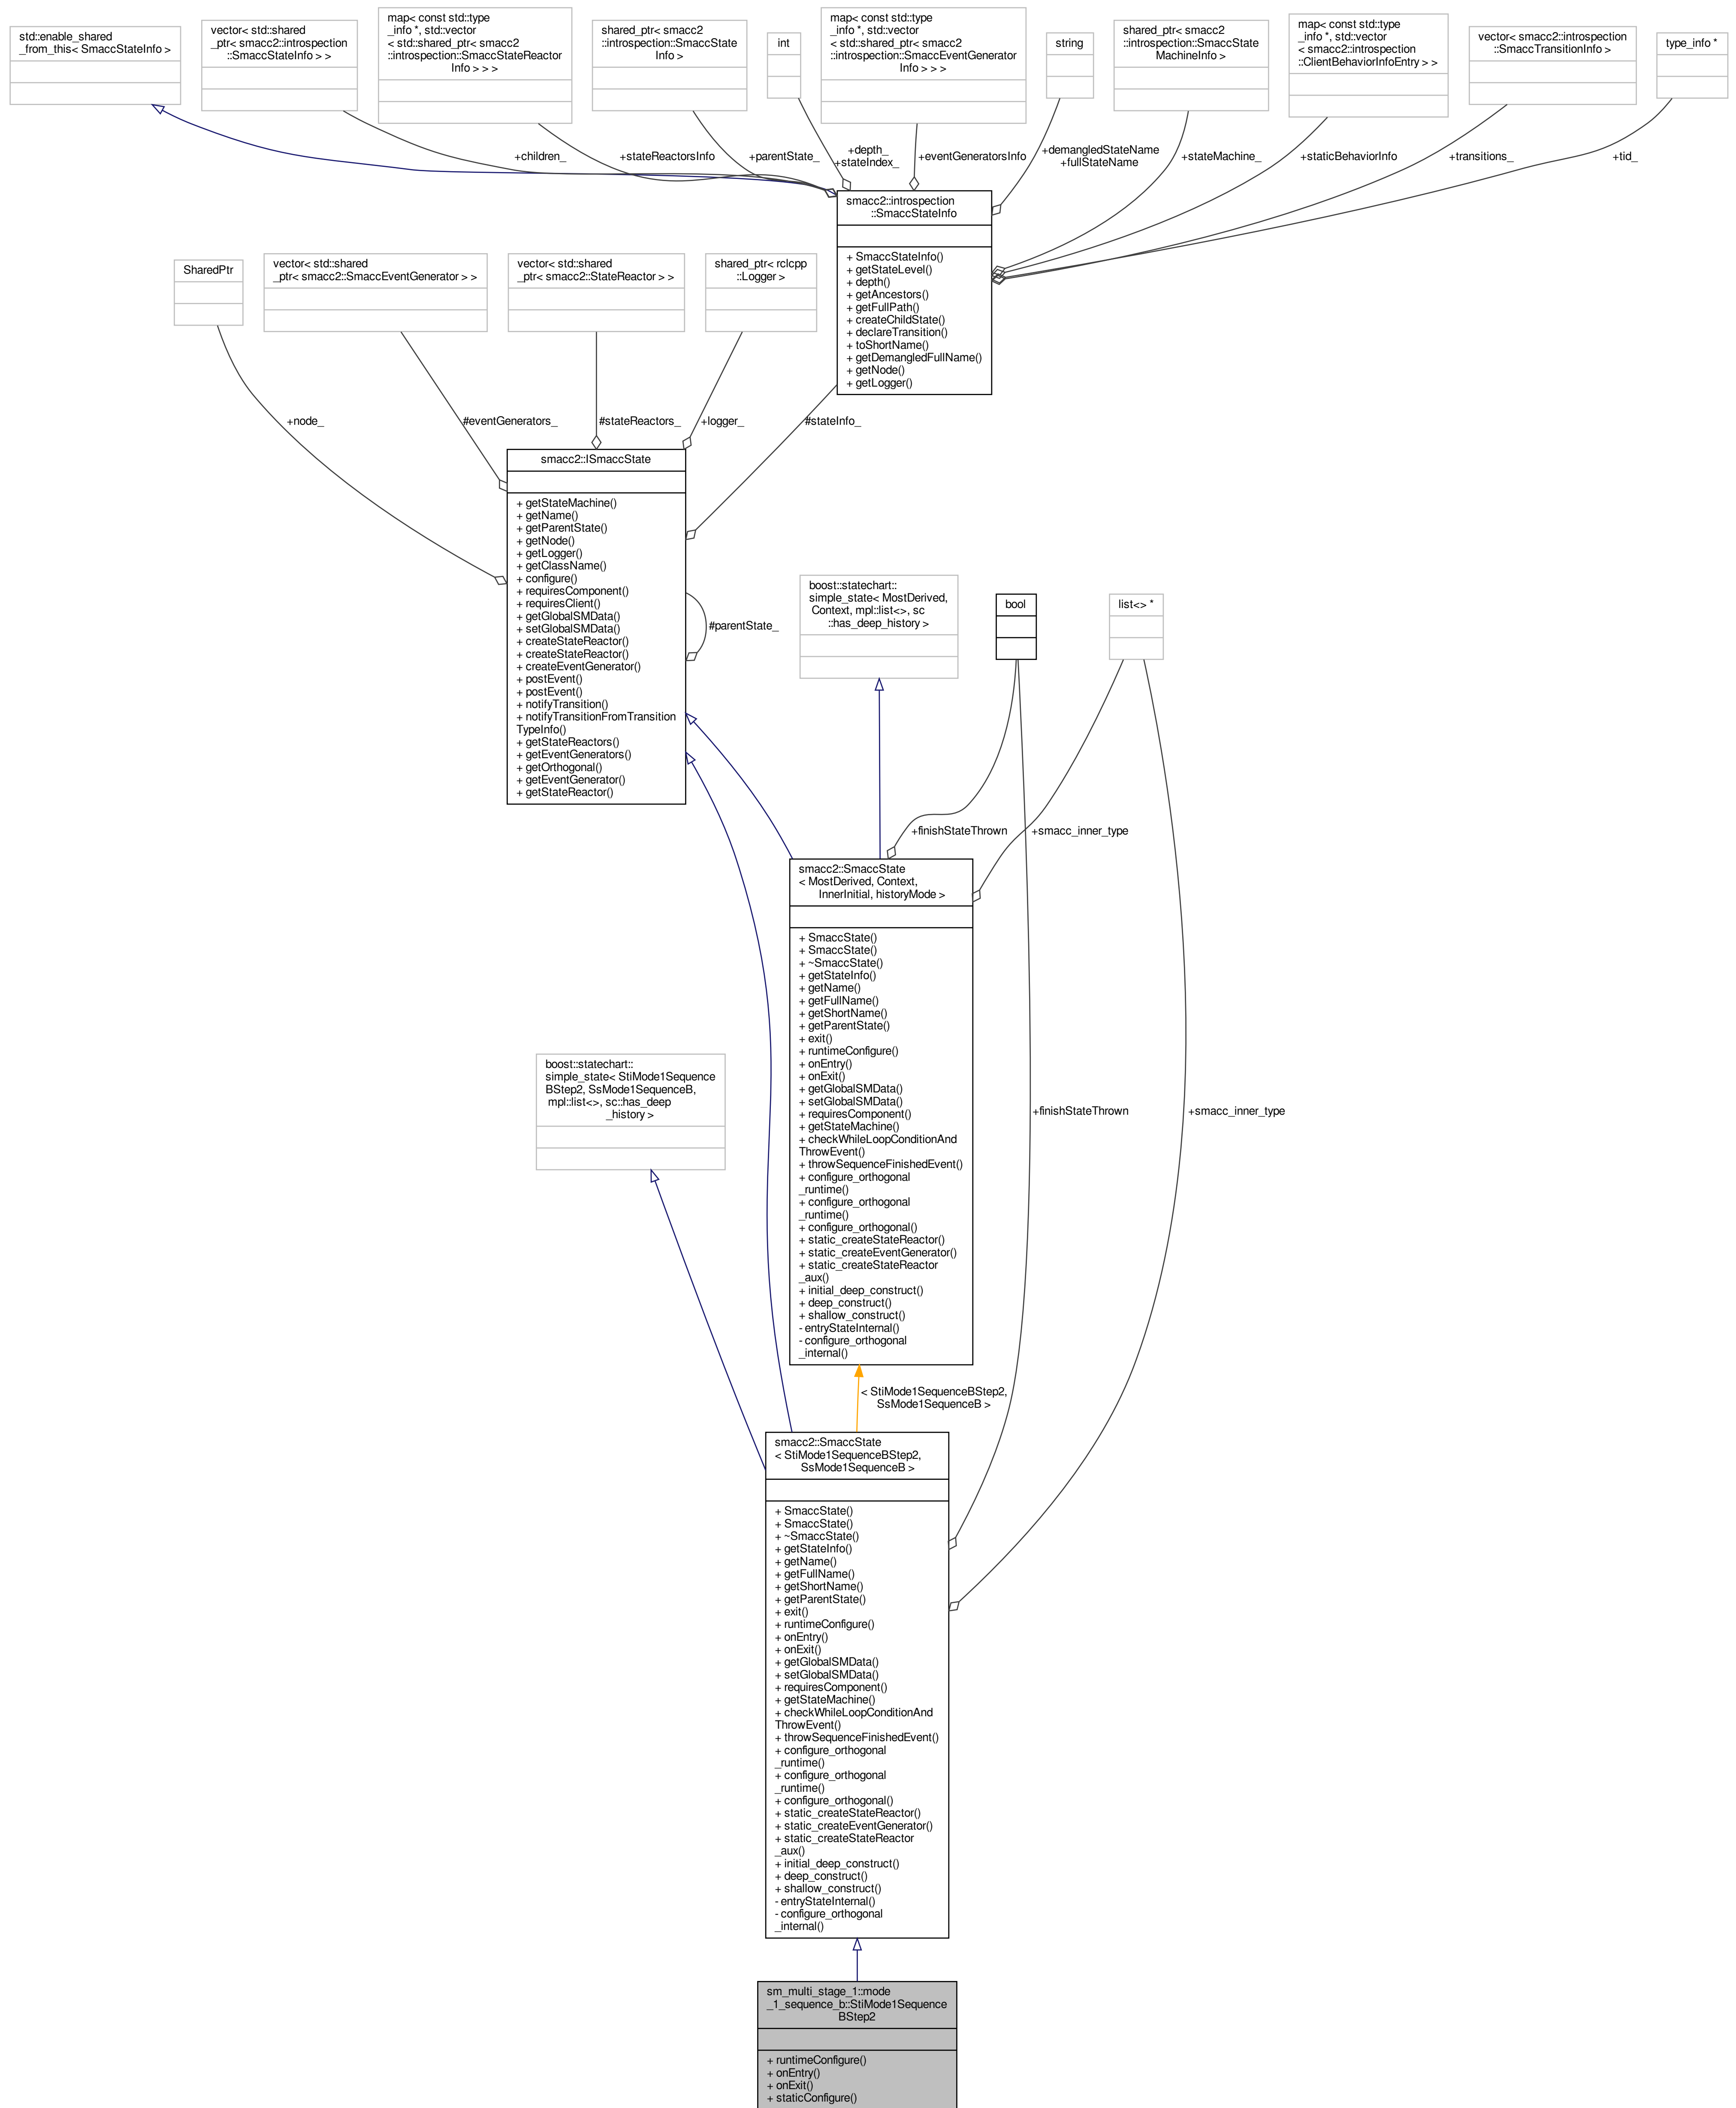 std::enable_shared
_from_this< SmaccStateInfo >
vector< std::shared
_ptr< smacc2::introspection
::SmaccStateInfo > >
map< const std::type
_info *, std::vector
< std::shared_ptr< smacc2
::introspection::SmaccStateReactor
Info > > >
shared_ptr< smacc2
::introspection::SmaccState
Info >
int
map< const std::type
_info *, std::vector
< std::shared_ptr< smacc2
::introspection::SmaccEventGenerator
Info > > >
string
shared_ptr< smacc2
::introspection::SmaccState
MachineInfo >
map< const std::type
_info *, std::vector
< smacc2::introspection
::ClientBehaviorInfoEntry > >
vector< smacc2::introspection
::SmaccTransitionInfo >
type_info *
+children_
+stateReactorsInfo
+parentState_
+depth_
+stateIndex_
+eventGeneratorsInfo
+demangledStateName
+fullStateName
+stateMachine_
+staticBehaviorInfo
+transitions_
+tid_
smacc2::introspection
::SmaccStateInfo
+ SmaccStateInfo()
+ getStateLevel()
+ depth()
+ getAncestors()
+ getFullPath()
+ createChildState()
+ declareTransition()
+ toShortName()
+ getDemangledFullName()
+ getNode()
+ getLogger()
SharedPtr
vector< std::shared
_ptr< smacc2::SmaccEventGenerator > >
vector< std::shared
_ptr< smacc2::StateReactor > >
shared_ptr< rclcpp
::Logger >
+node_
#eventGenerators_
#stateReactors_
+logger_
#stateInfo_
smacc2::ISmaccState
+ getStateMachine()
+ getName()
+ getParentState()
+ getNode()
+ getLogger()
+ getClassName()
+ configure()
+ requiresComponent()
+ requiresClient()
+ getGlobalSMData()
+ setGlobalSMData()
+ createStateReactor()
+ createStateReactor()
+ createEventGenerator()
+ postEvent()
+ postEvent()
+ notifyTransition()
+ notifyTransitionFromTransition
TypeInfo()
+ getStateReactors()
+ getEventGenerators()
+ getOrthogonal()
+ getEventGenerator()
+ getStateReactor()
#parentState_
boost::statechart::
simple_state< MostDerived,
Context, mpl::list<>, sc
::has_deep_history >
bool
list<> *
+finishStateThrown
+smacc_inner_type
smacc2::SmaccState
< MostDerived, Context,
InnerInitial, historyMode >
+ SmaccState()
+ SmaccState()
+ ~SmaccState()
+ getStateInfo()
+ getName()
+ getFullName()
+ getShortName()
+ getParentState()
+ exit()
+ runtimeConfigure()
+ onEntry()
+ onExit()
+ getGlobalSMData()
+ setGlobalSMData()
+ requiresComponent()
+ getStateMachine()
+ checkWhileLoopConditionAnd
ThrowEvent()
+ throwSequenceFinishedEvent()
+ configure_orthogonal
_runtime()
+ configure_orthogonal
_runtime()
+ configure_orthogonal()
+ static_createStateReactor()
+ static_createEventGenerator()
+ static_createStateReactor
_aux()
+ initial_deep_construct()
+ deep_construct()
+ shallow_construct()
- entryStateInternal()
- configure_orthogonal
_internal()
boost::statechart::
simple_state< StiMode1Sequence
BStep2, SsMode1SequenceB,
mpl::list<>, sc::has_deep
_history >
+finishStateThrown
+smacc_inner_type
< StiMode1SequenceBStep2,
SsMode1SequenceB >
smacc2::SmaccState
< StiMode1SequenceBStep2,
SsMode1SequenceB >
+ SmaccState()
+ SmaccState()
+ ~SmaccState()
+ getStateInfo()
+ getName()
+ getFullName()
+ getShortName()
+ getParentState()
+ exit()
+ runtimeConfigure()
+ onEntry()
+ onExit()
+ getGlobalSMData()
+ setGlobalSMData()
+ requiresComponent()
+ getStateMachine()
+ checkWhileLoopConditionAnd
ThrowEvent()
+ throwSequenceFinishedEvent()
+ configure_orthogonal
_runtime()
+ configure_orthogonal
_runtime()
+ configure_orthogonal()
+ static_createStateReactor()
+ static_createEventGenerator()
+ static_createStateReactor
_aux()
+ initial_deep_construct()
+ deep_construct()
+ shallow_construct()
- entryStateInternal()
- configure_orthogonal
_internal()
sm_multi_stage_1::mode
_1_sequence_b::StiMode1Sequence
BStep2
+ runtimeConfigure()
+ onEntry()
+ onExit()
+ staticConfigure()